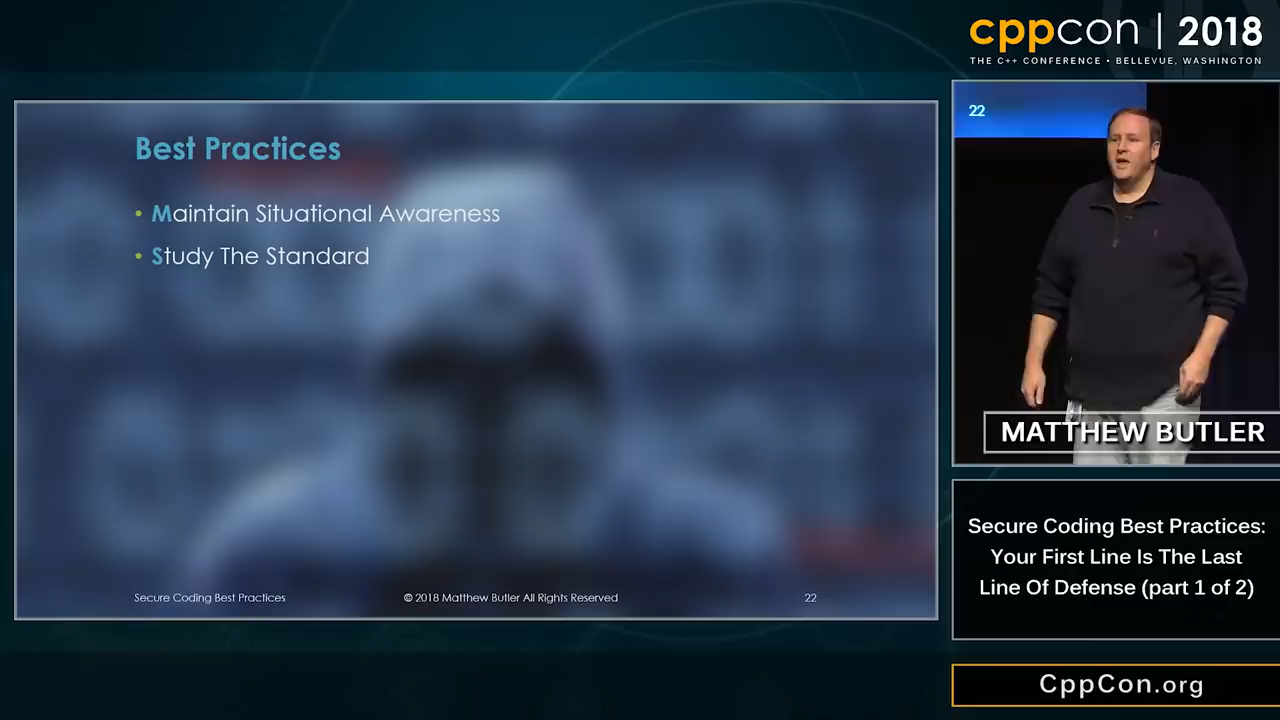 cppcon | 2018
THE C++ CONFERENCE • BELLEVUE, WASHINGTON
Best Practices
• Maintain Situational Awareness
• Study The Standard
Secure Coding Best Practices
© 2018 Matthew Butler All Rights Reserved
22
22
MATTHEW BUTLER
Secure Coding Best Practices:
Your First Line Is The Last
Line Of Defense (part 1 of 2)
CppCon.org